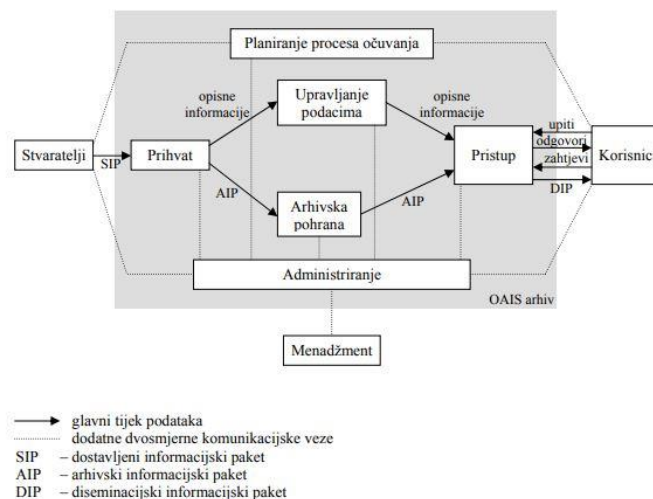 Planiranje procesa očuvanja
opisne
informacije
Upravljanje
podacima
opisne
informacije
Stvaratelji
SIP
Prihvat
Pristup
upiti
odgovori
zahtjevi
DIP
Korisnici
AIP
Arhivska
pohrana
AIP
Administriranje
OAIS arhiv
Menadžment
glavni tijek podataka
dodatne dvosmjerne komunikacijske veze
SIP – dostavljeni informacijski paket
AIP – arhivski informacijski paket
DIP – diseminacijski informacijski paket